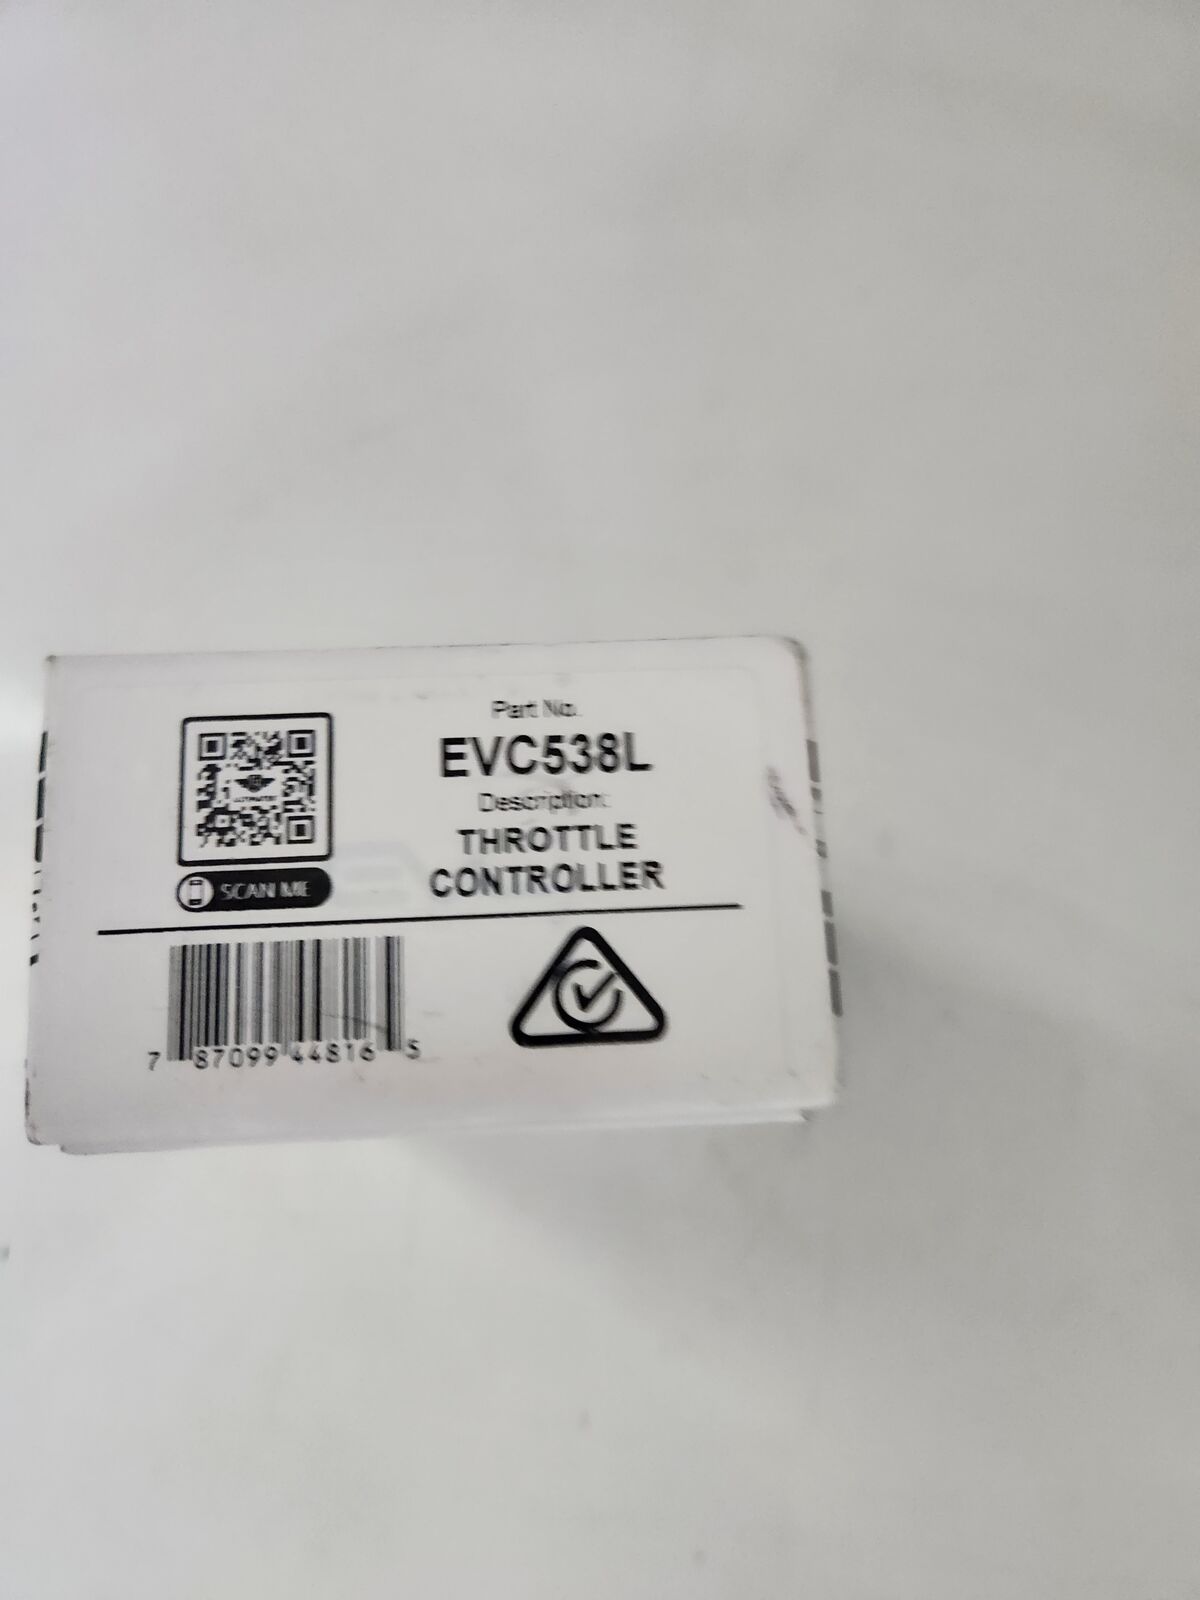 Part No.
EVC538L
Description:
THROTTLE
CONTROLLER
SCAN ME
7 87099 44816 5